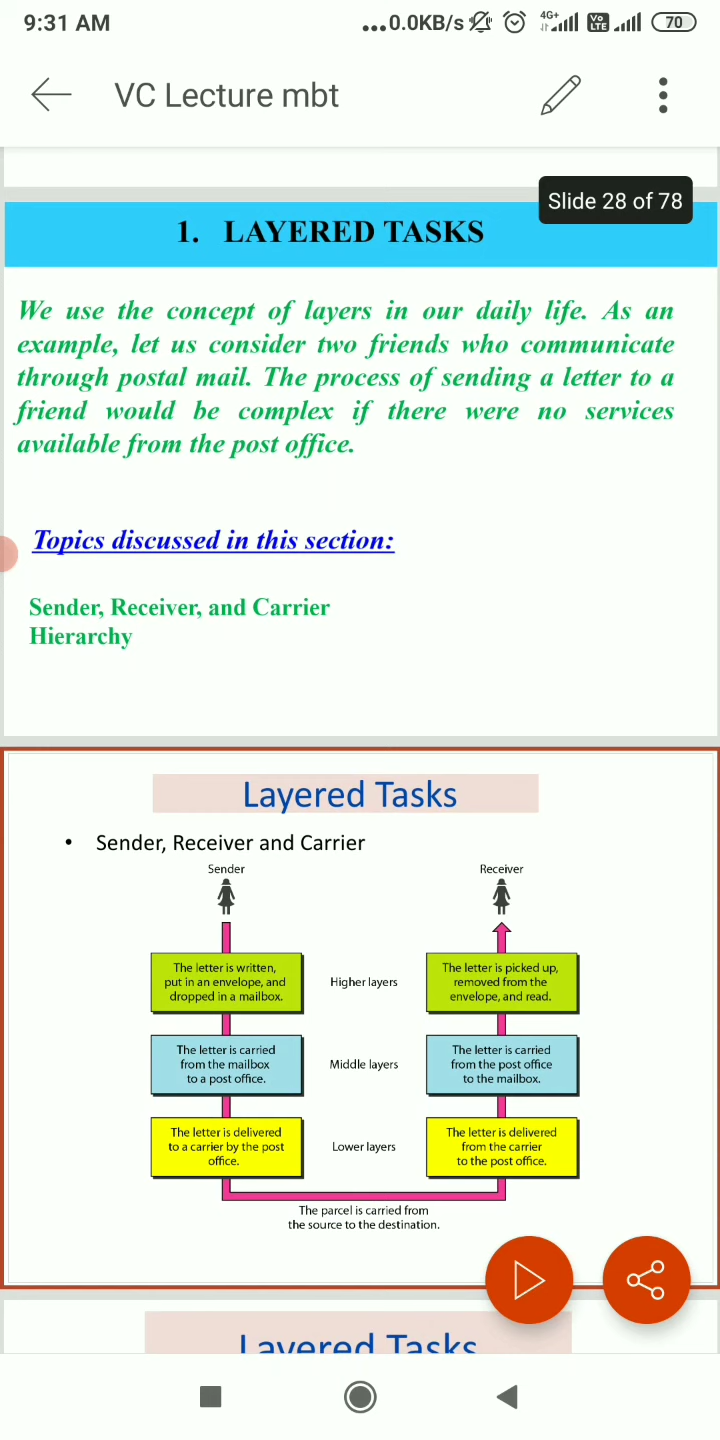 9:31 AM
...0.0KB/s 4G+ Vo LTE 70
VC Lecture mbt
Slide 28 of 78
1. LAYERED TASKS
We use the concept of layers in our daily life. As an
example, let us consider two friends who communicate
through postal mail. The process of sending a letter to a
friend would be complex if there were no services
available from the post office.
Topics discussed in this section:
Sender, Receiver, and Carrier
Hierarchy
Layered Tasks
• Sender, Receiver and Carrier
Sender
Receiver
The letter is written,
put in an envelope, and
dropped in a mailbox.
Higher layers
The letter is picked up,
removed from the
envelope, and read.
The letter is carried
from the mailbox
to a post office.
Middle layers
The letter is carried
from the post office
to the mailbox.
The letter is delivered
to a carrier by the post
office.
Lower layers
The letter is delivered
from the carrier
to the post office.
The parcel is carried from
the source to the destination.
Layered Tasks